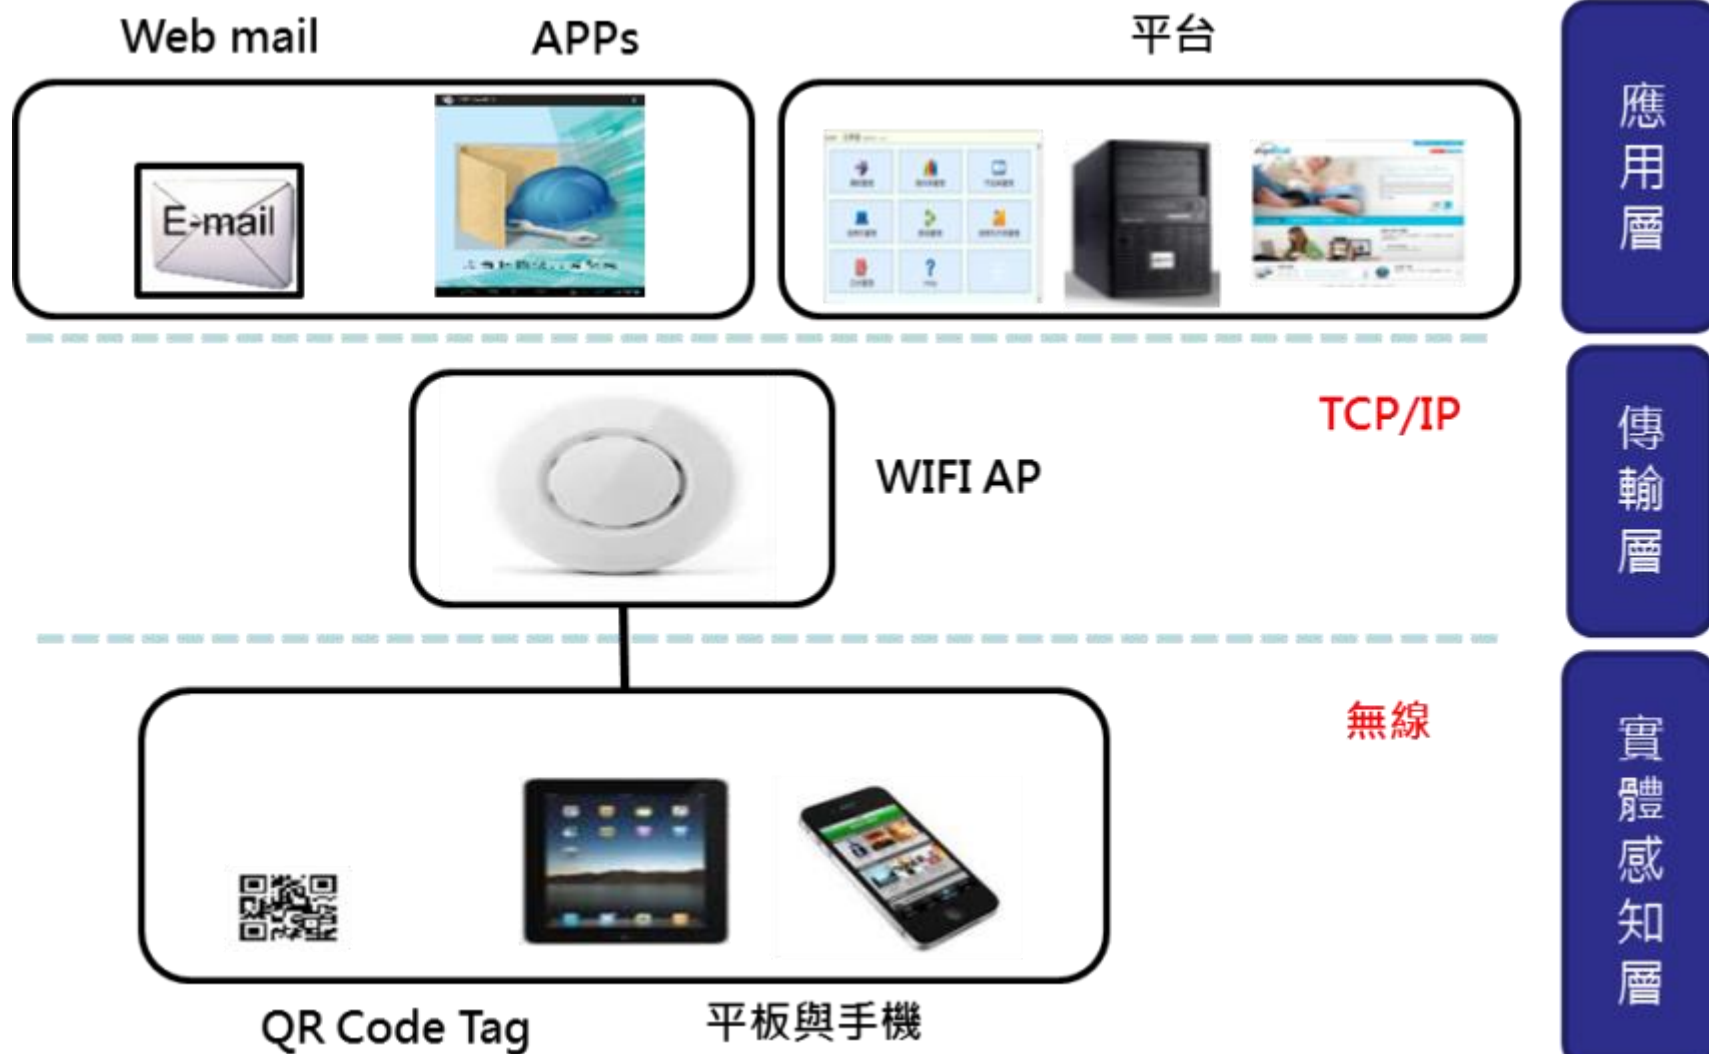 Web mail
APPs
平台
E-mail
應用層
TCP/IP
WIFI AP
傳輸層
無線
實體感知層
QR Code Tag
平板與手機